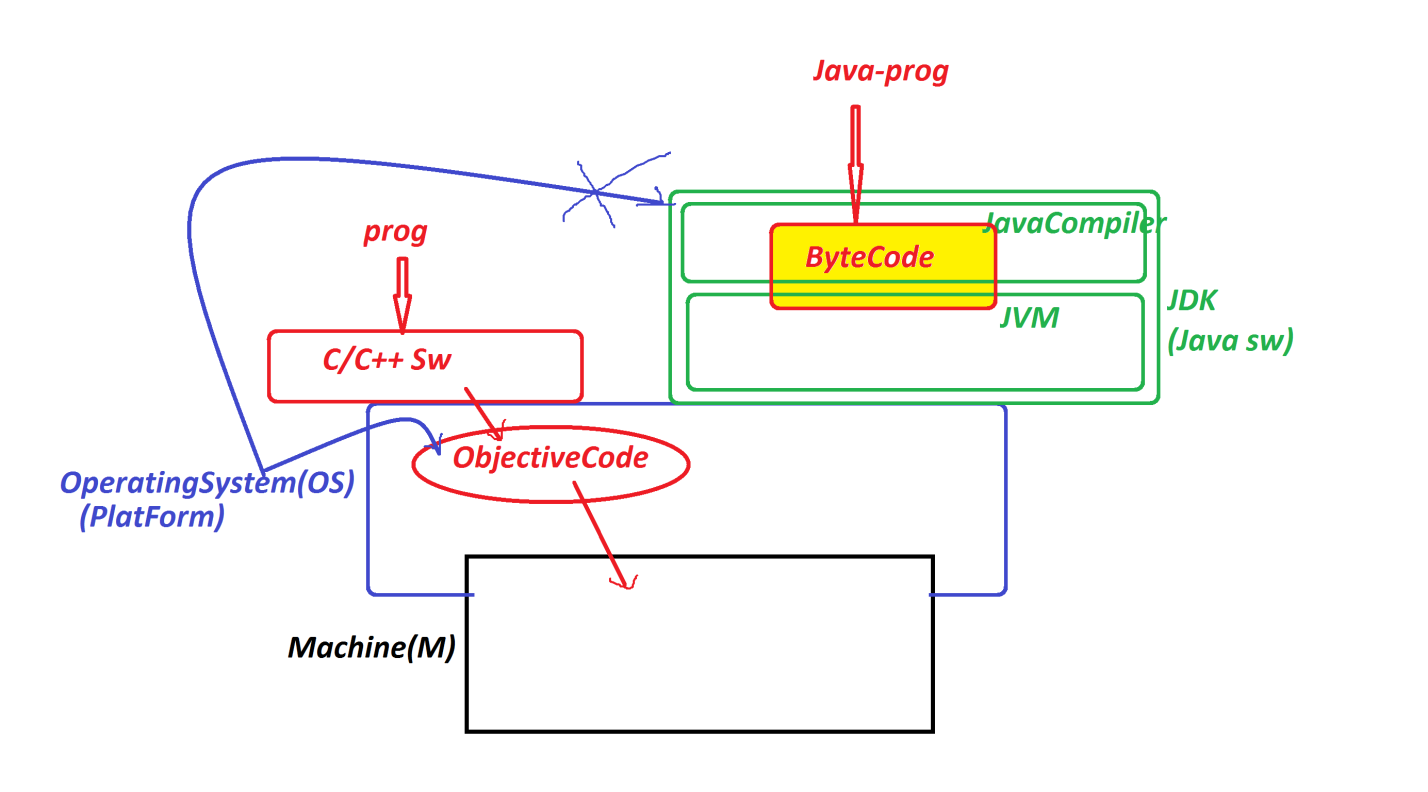 Java-prog
prog
JavaCompiler
ByteCode
JDK
(Java sw)
JVM
C/C++ Sw
ObjectiveCode
OperatingSystem(OS)
(PlatForm)
Machine(M)